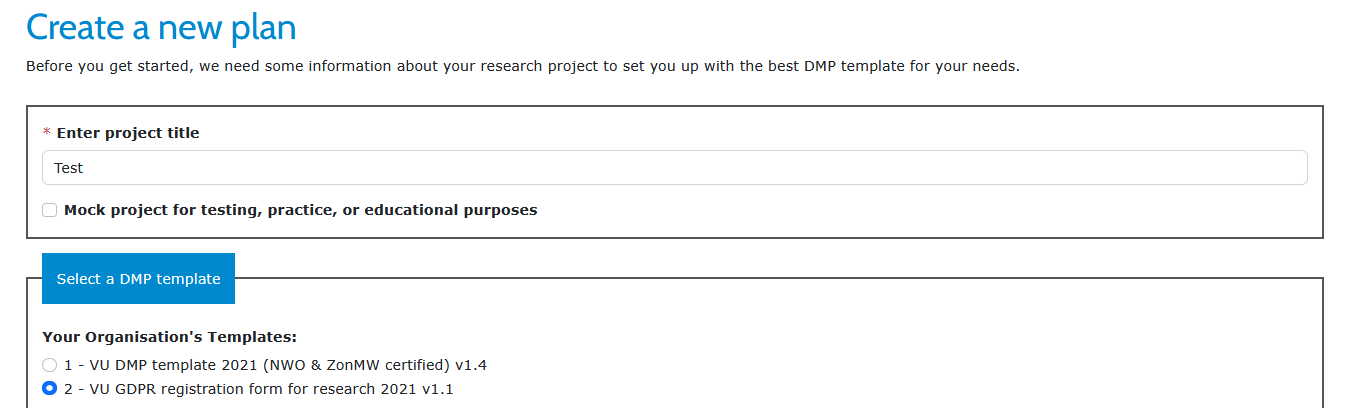 Create a new plan
Before you get started, we need some information about your research project to set you up with the best DMP template for your needs.
* Enter project title
Test
Mock project for testing, practice, or educational purposes
Select a DMP template
Your Organisation's Templates:
1 - VU DMP template 2021 (NWO & ZonMW certified) v1.4
2 - VU GDPR registration form for research 2021 v1.1